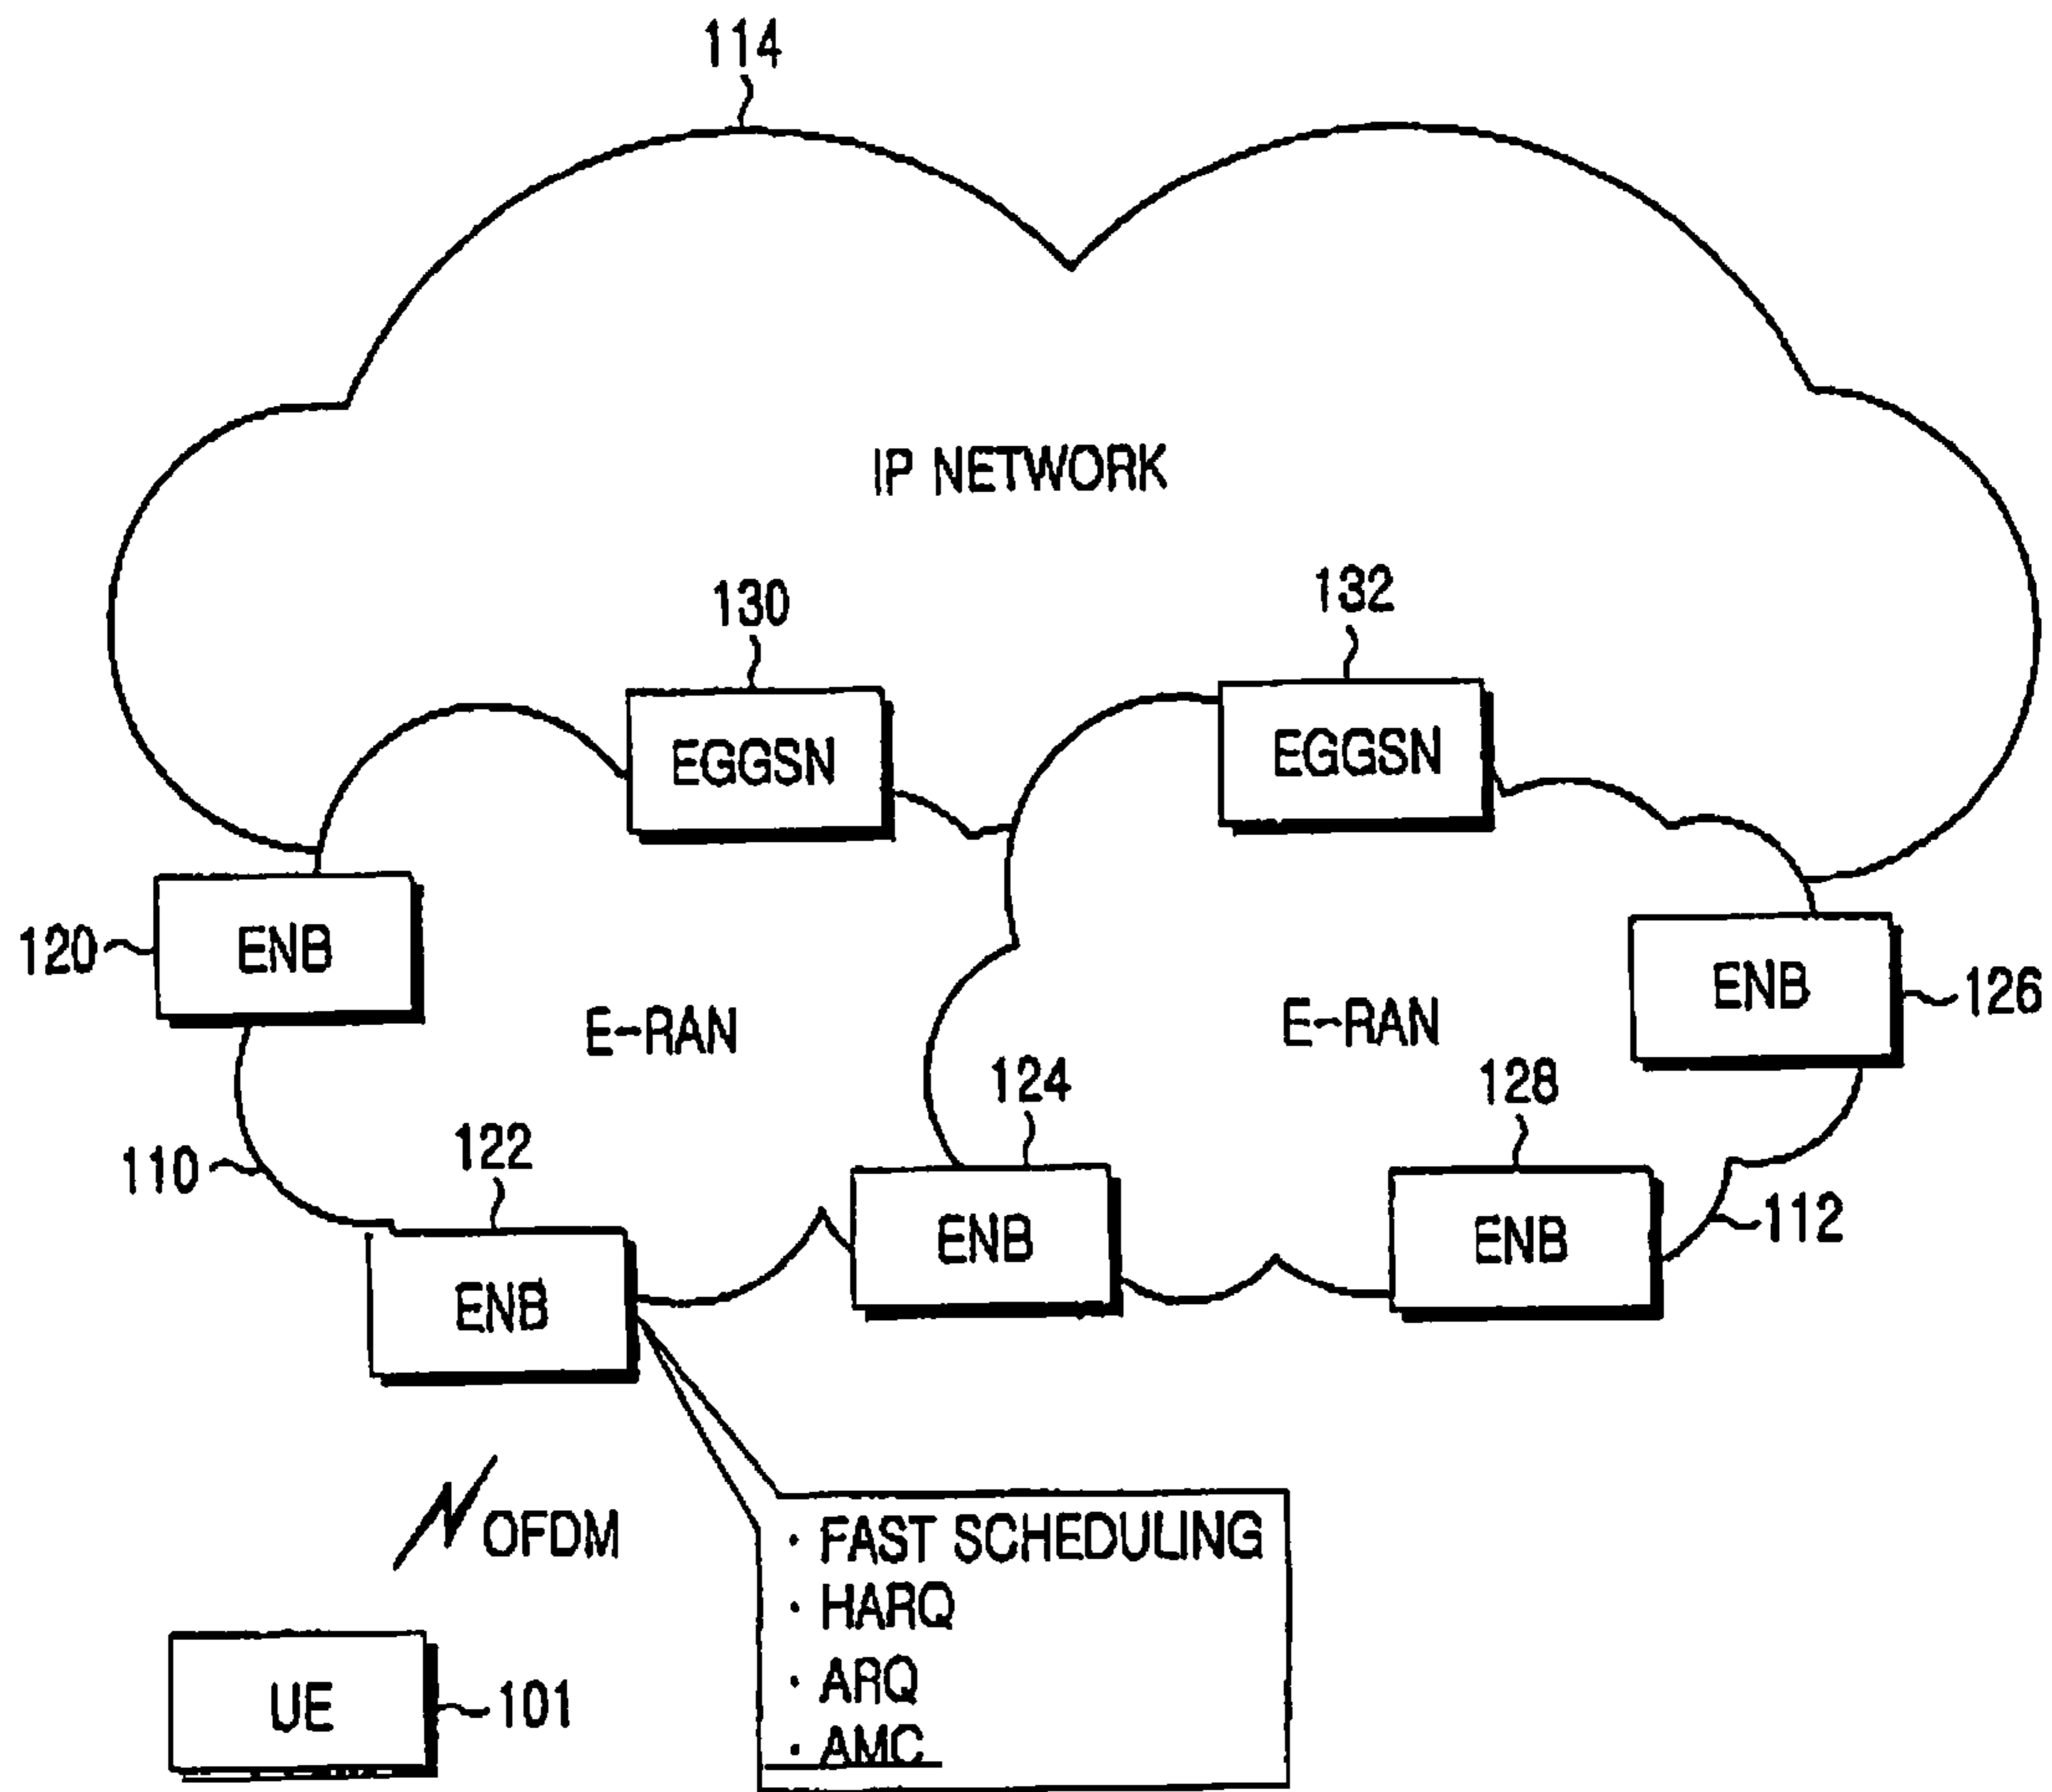 114
IP NETWORK
130
132
EGGSN
EGGSN
120
ENB
E-RAN
E-RAN
ENB
126
124
128
110
122
ENB
ENB
112
ENB
OFDM
· FAST SCHEDULING
· HARQ
· ARQ
· AMC
UE
101